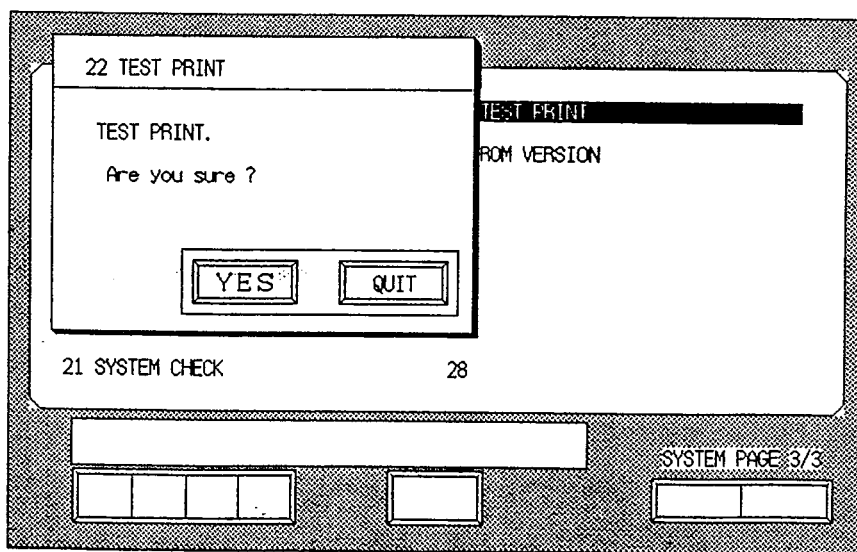 22 TEST PRINT
TEST PRINT
TEST PRINT.
ROM VERSION
Are you sure ?
YES QUIT
21 SYSTEM CHECK 28
SYSTEM PAGE 3/3